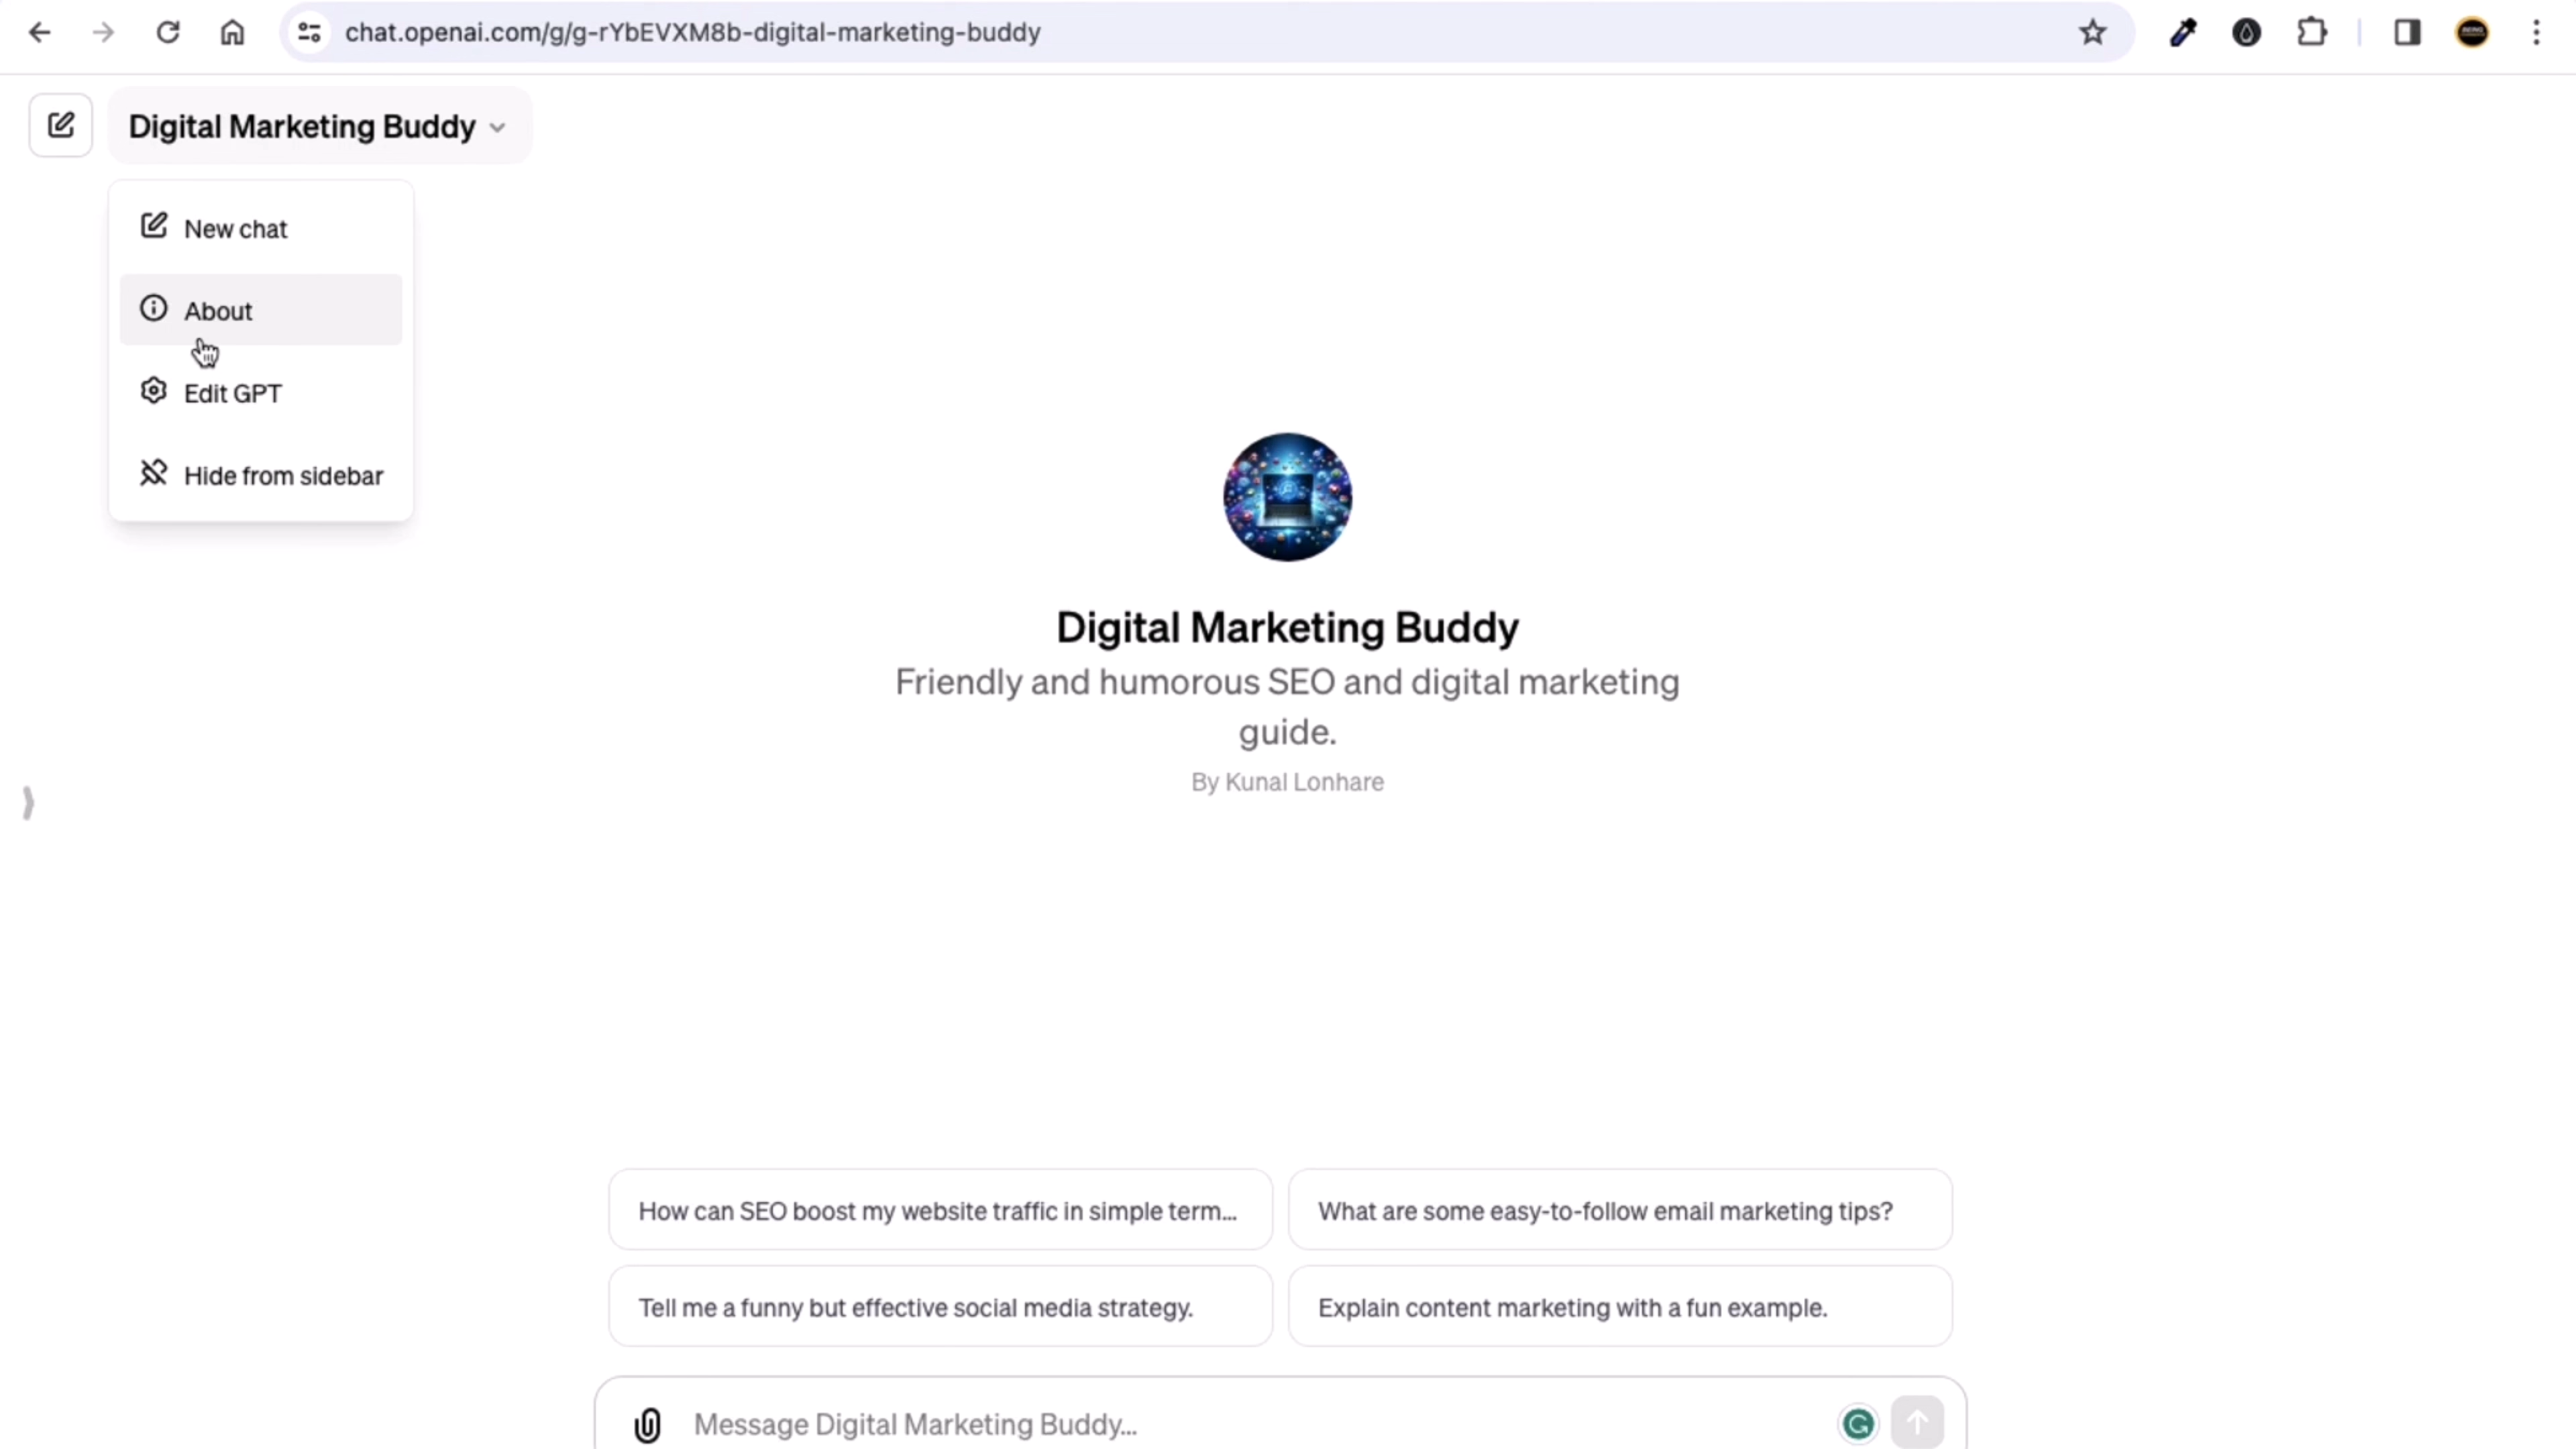 chat.openai.com/g/g-rYbEVXM8b-digital-marketing-buddy
Digital Marketing Buddy
New chat
About
Edit GPT
Hide from sidebar
Digital Marketing Buddy
Friendly and humorous SEO and digital marketing
guide.
By Kunal Lonhare
How can SEO boost my website traffic in simple term...
What are some easy-to-follow email marketing tips?
Tell me a funny but effective social media strategy.
Explain content marketing with a fun example.
Message Digital Marketing Buddy...